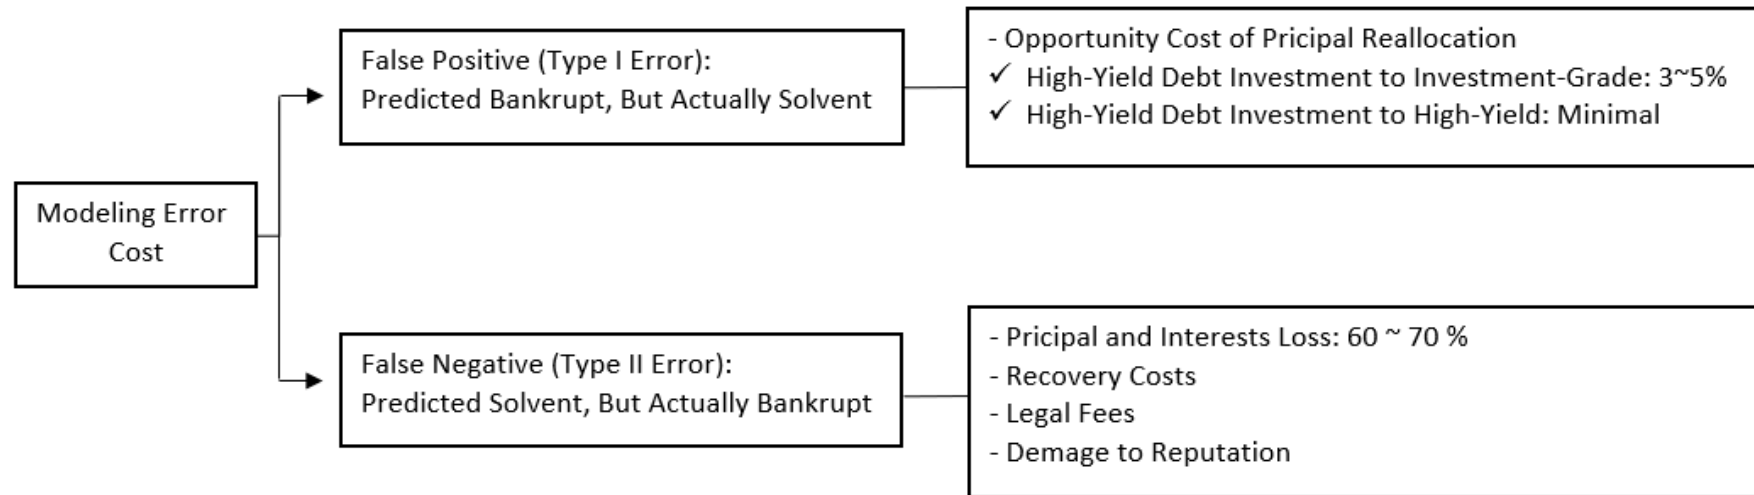 Modeling Error
Cost
False Positive (Type I Error):
Predicted Bankrupt, But Actually Solvent
- Opportunity Cost of Pricipal Reallocation
✓ High-Yield Debt Investment to Investment-Grade: 3~5%
✓ High-Yield Debt Investment to High-Yield: Minimal
False Negative (Type II Error):
Predicted Solvent, But Actually Bankrupt
- Pricipal and Interests Loss: 60 ~ 70 %
- Recovery Costs
- Legal Fees
- Demage to Reputation